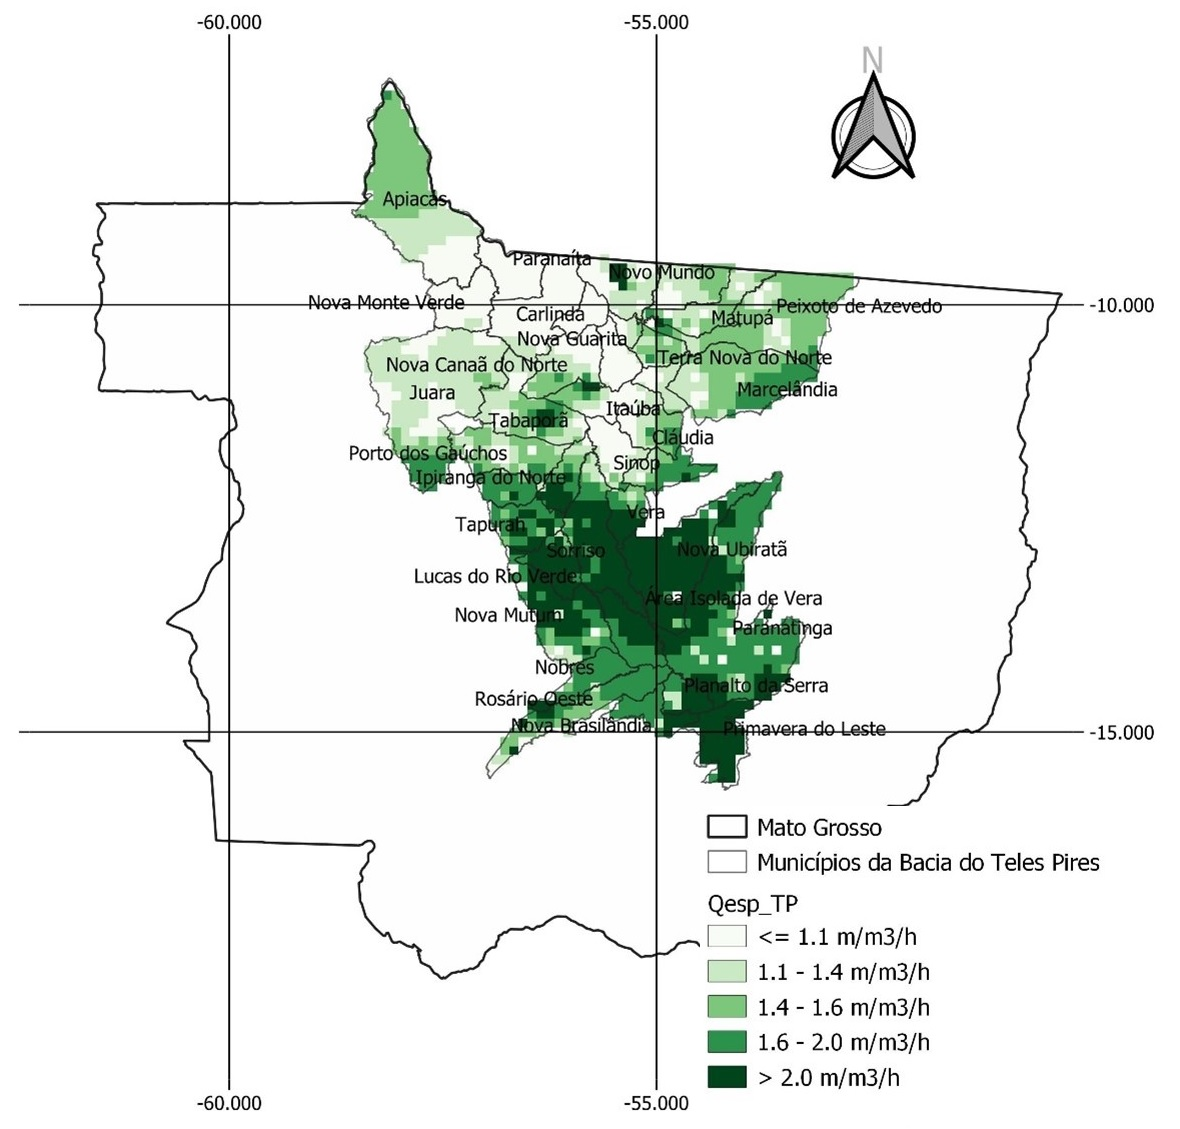 -60.000
-55.000
N
Apiacás
Paranaíta
Novo Mundo
Nova Monte Verde
-10.000
Peixoto de Azevedo
Carlinda
Matupá
Nova Guarita
Terra Nova do Norte
Nova Canaã do Norte
Marcelândia
Juara
Itaúba
Tabaporã
Cláudia
Porto dos Gaúchos
Sinop
Ipiranga do Norte
Vera
Tapurah
Sorriso
Nova Ubiratã
Lucas do Rio Verde
Área Isolada de Vera
Nova Mutum
Paranatinga
Nobres
Planalto da Serra
Rosário Oeste
Nova Brasilândia
Primavera do Leste
-15.000
Mato Grosso
Municípios da Bacia do Teles Pires
Qesp_TP
<= 1.1 m/m3/h
1.1 - 1.4 m/m3/h
1.4 - 1.6 m/m3/h
1.6 - 2.0 m/m3/h
> 2.0 m/m3/h
-60.000
-55.000